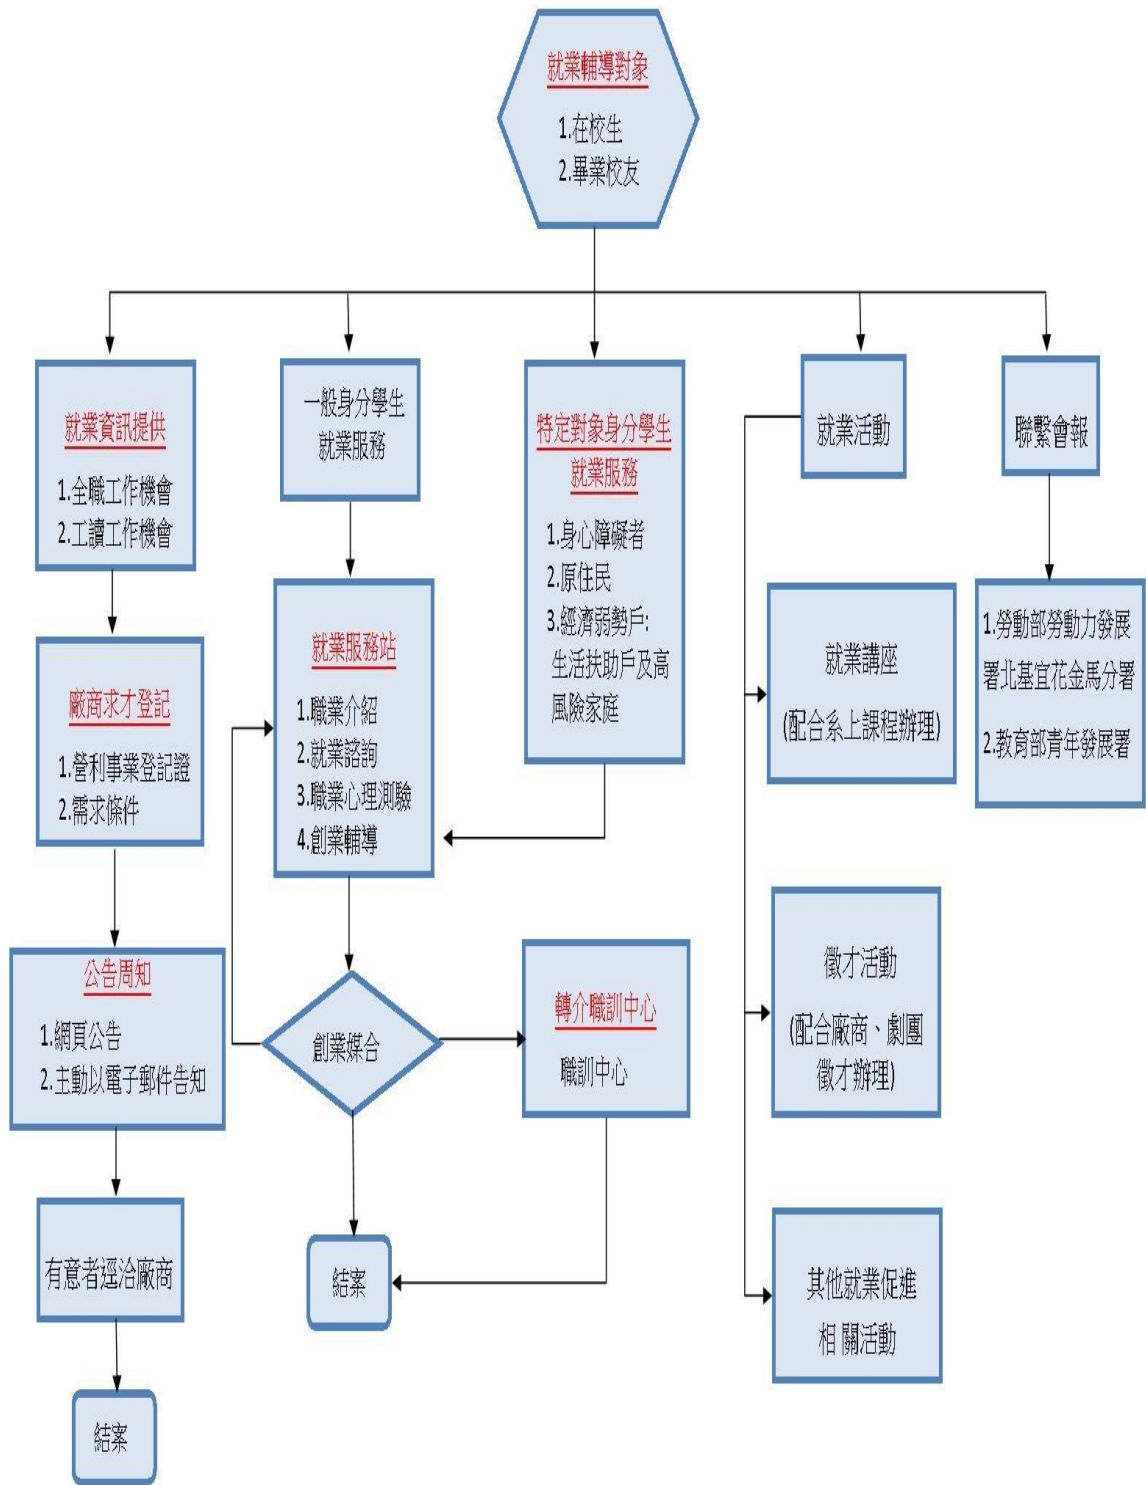 就業輔導對象
1.在校生
2.畢業校友
就業資訊提供
1.全職工作機會
2.工讀工作機會
廠商求才登記
1.營利事業登記證
2.需求條件
公告周知
1.網頁公告
2.主動以電子郵件告知
有意者逕洽廠商
結案
一般身分學生
就業服務
就業服務站
1.職業介紹
2.就業諮詢
3.職業心理測驗
4.創業輔導
創業媒合
結案
特定對象身分學生
就業服務
1.身心障礙者
2.原住民
3.經濟弱勢戶:
生活扶助戶及高
風險家庭
轉介職訓中心
職訓中心
就業活動
就業講座
(配合系上課程辦理)
徵才活動
(配合廠商、劇團
徵才辦理)
其他就業促進
相 關活動
聯繫會報
1.勞動部勞動力發展
署北基宜花金馬分署
2.教育部青年發展署